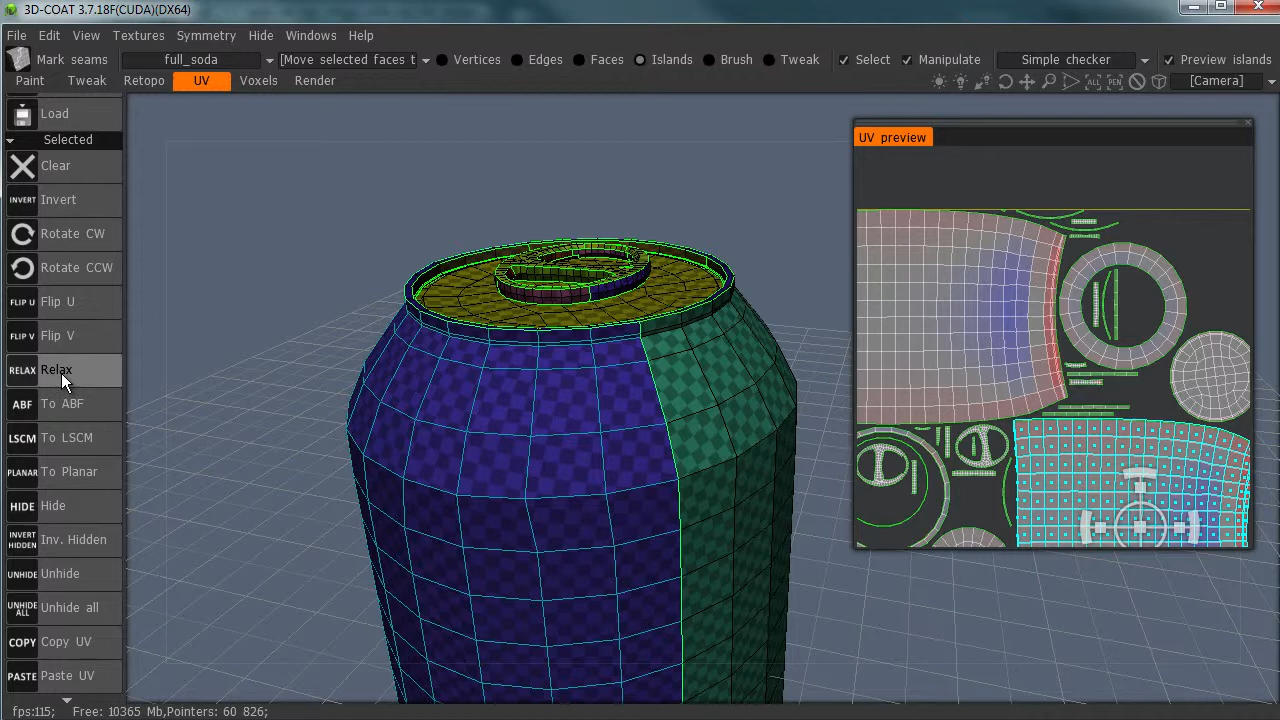 3D-COAT 3.7.18F(CUDA)(DX64)
File Edit View Textures Symmetry Hide Windows Help
Mark seams full_soda [Move selected faces t Vertices Edges Faces Islands Brush Tweak Select Manipulate Simple checker Preview islands
Paint Tweak Retopo UV Voxels Render ALL PEN [Camera]
Load
Selected
Clear
INVERT Invert
Rotate CW
Rotate CCW
FLIP U Flip U
FLIP V Flip V
RELAX Relax
ABF To ABF
LSCM To LSCM
PLANAR To Planar
HIDE Hide
INVERT HIDDEN Inv. Hidden
UNHIDE Unhide
UNHIDE ALL Unhide all
COPY Copy UV
PASTE Paste UV
UV preview
fps:115; Free: 10365 Mb,Pointers: 60 826;